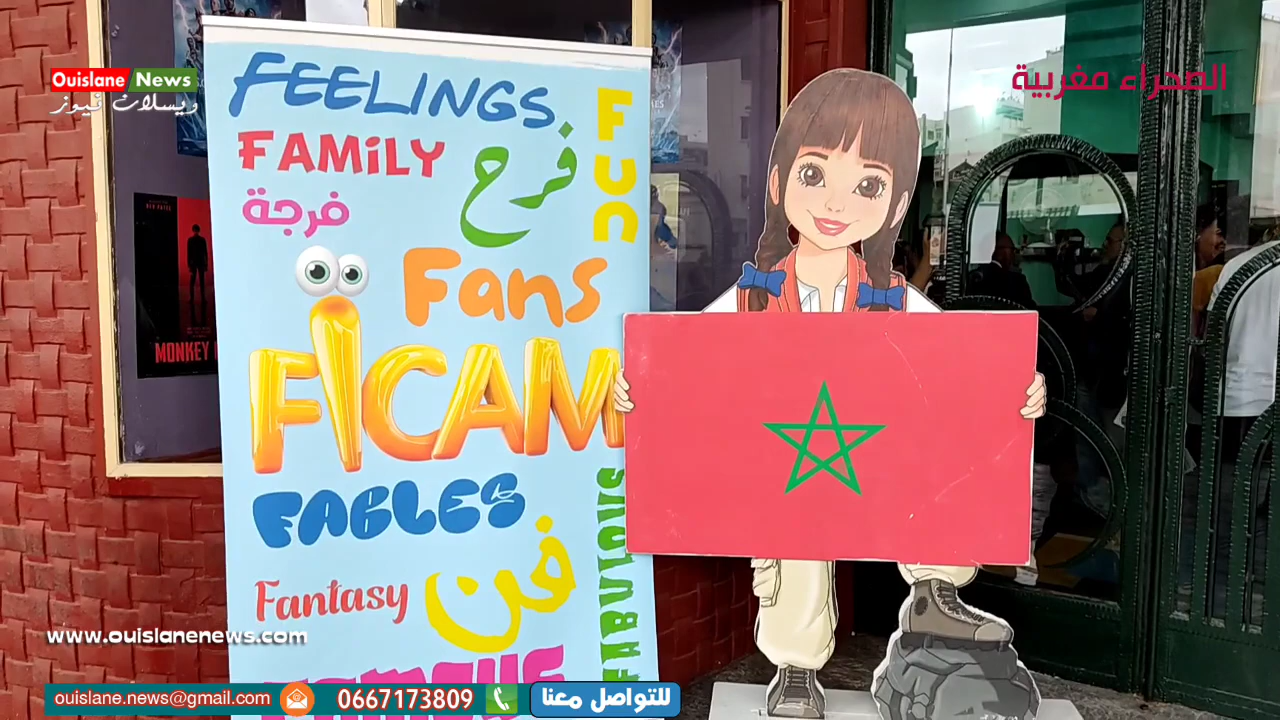 Ouislane News
ويسلان نيوز
الصحراء مغربية
FEELINGS
FAMiLY
فرح
FUN
فرجة
Fans
FICAM
FABLES
فن
Fantasy
MONKEY
www.ouislanenews.com
ouislane.news@gmail.com
0667173809
للتواصل معنا